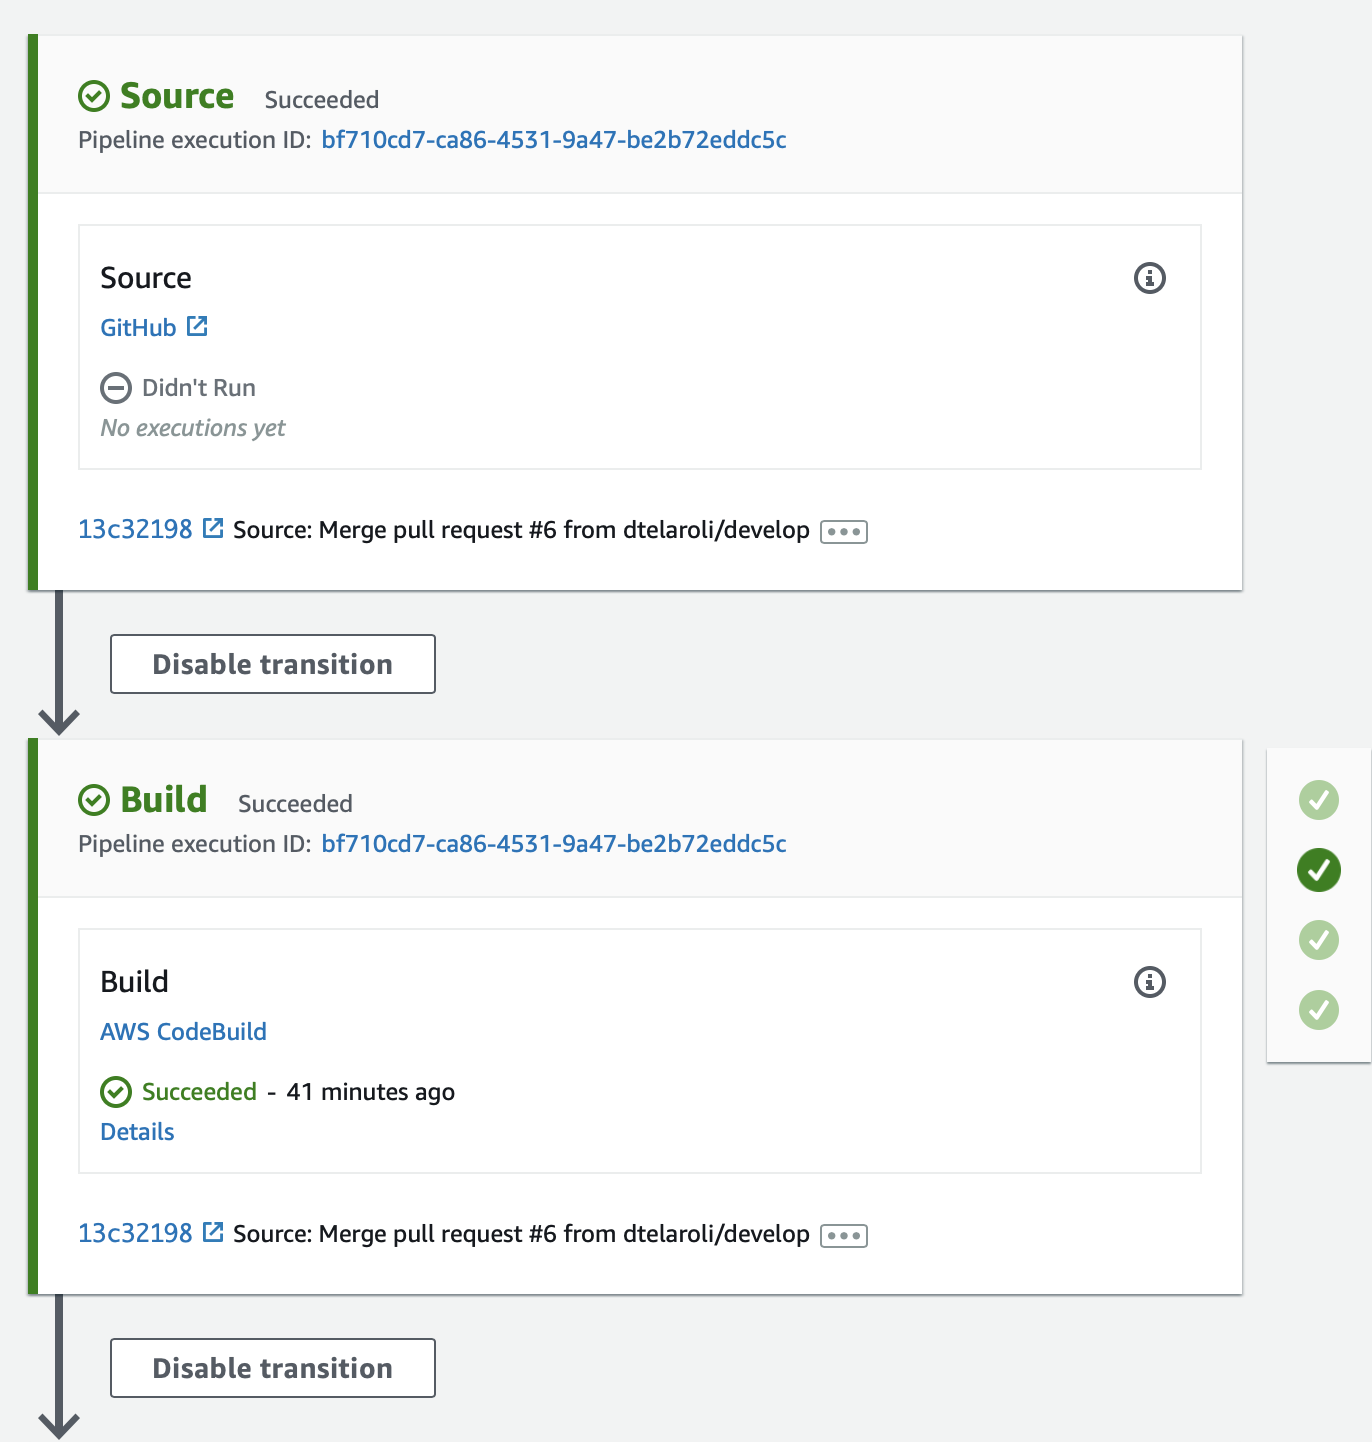 Source Succeeded
Pipeline execution ID: bf710cd7-ca86-4531-9a47-be2b72eddc5c
Source
GitHub
Didn't Run
No executions yet
13c32198 Source: Merge pull request #6 from dtelaroli/develop
Disable transition
Build Succeeded
Pipeline execution ID: bf710cd7-ca86-4531-9a47-be2b72eddc5c
Build
AWS CodeBuild
Succeeded - 41 minutes ago
Details
13c32198 Source: Merge pull request #6 from dtelaroli/develop
Disable transition